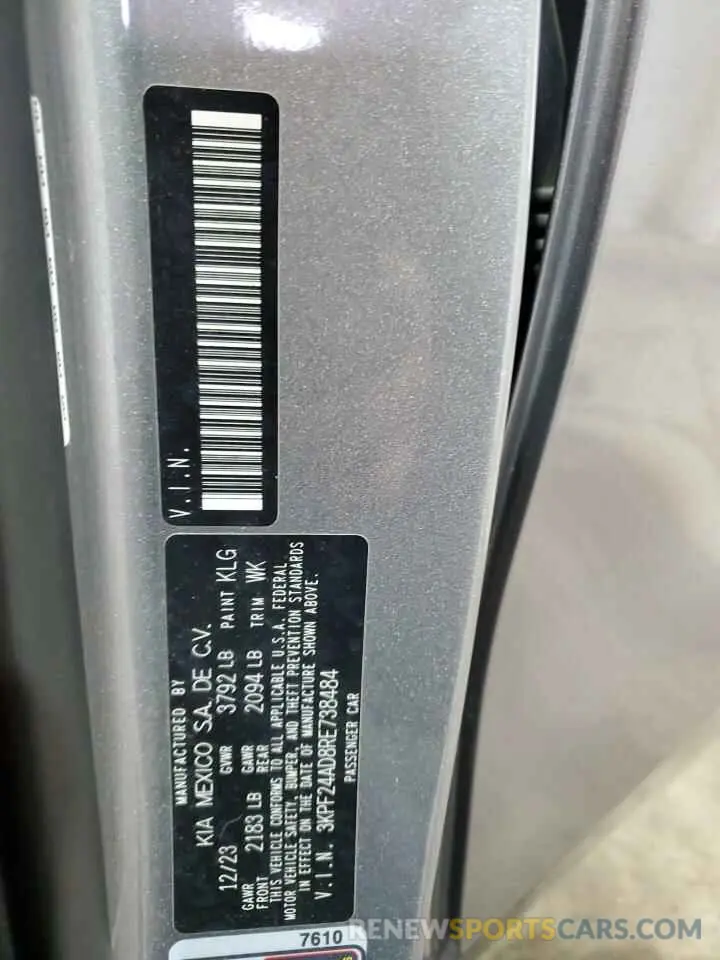 V.I.N.
MANUFACTURED BY
KIA MEXICO S.A. DE C.V.
12/23 GVWR 3792 LB PAINT KLG
GAWR FRONT 2183 LB GAWR REAR 2094 LB TRIM WK
THIS VEHICLE CONFORMS TO ALL APPLICABLE U.S.A. FEDERAL
MOTOR VEHICLE SAFETY, BUMPER, AND THEFT PREVENTION STANDARDS
IN EFFECT ON THE DATE OF MANUFACTURE SHOWN ABOVE.
V.I.N. 3KPF24AD8RE738484
PASSENGER CAR
7610
RENEWSPORTSCARS.COM